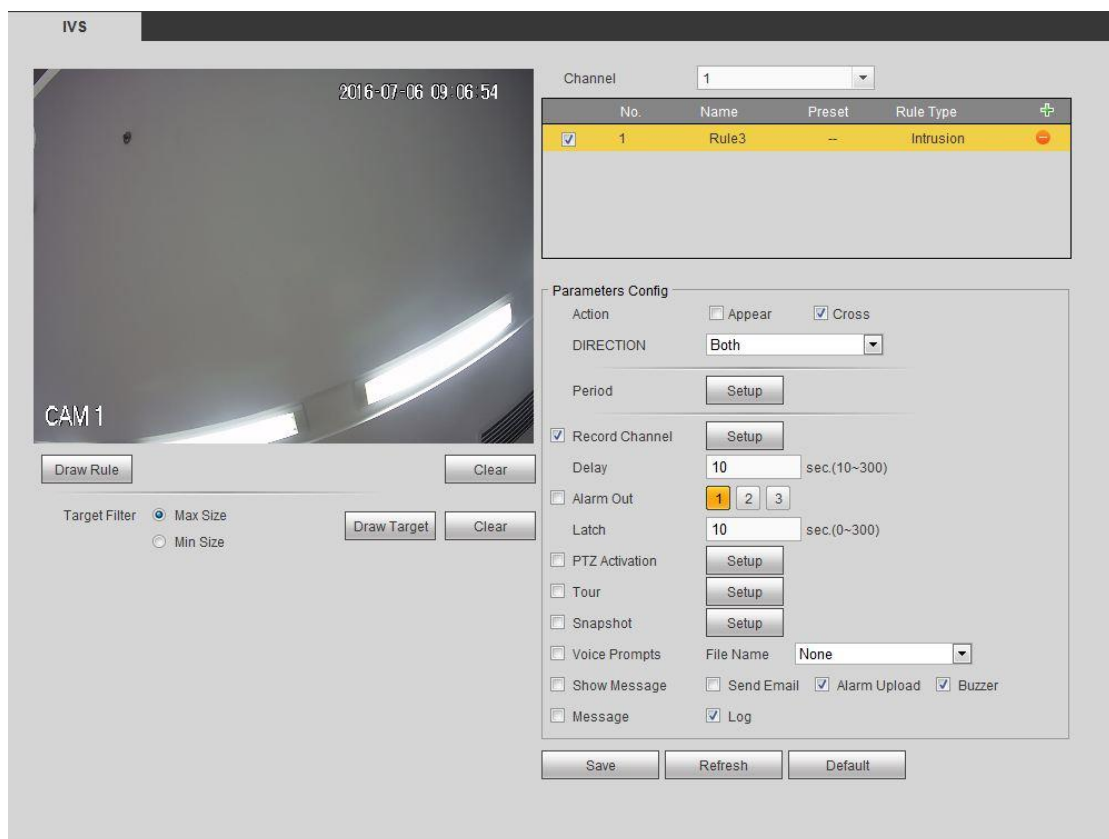 IVS
2016-07-06 09:06:54
CAM 1
Draw Rule Clear
Target Filter Max Size Draw Target Clear
Min Size
Channel 1
No. Name Preset Rule Type
1 Rule3 -- Intrusion
Parameters Config
Action Appear Cross
DIRECTION Both
Period Setup
Record Channel Setup
Delay 10 sec.(10~300)
Alarm Out 1 2 3
Latch 10 sec.(0~300)
PTZ Activation Setup
Tour Setup
Snapshot Setup
Voice Prompts File Name None
Show Message Send Email Alarm Upload Buzzer
Message Log
Save Refresh Default